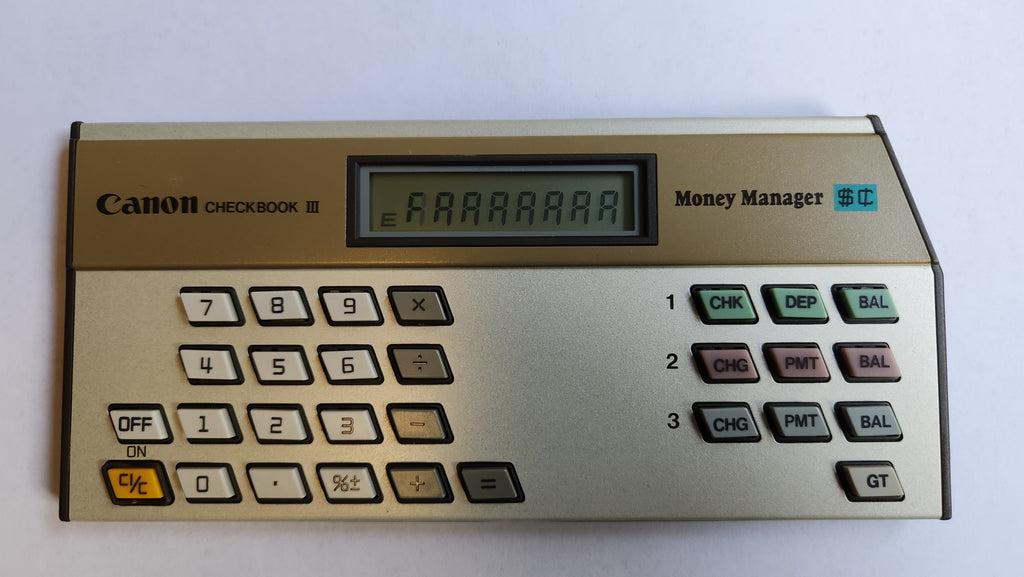 Canon CHECKBOOK III
E AAAAAAAA
Money Manager $₵
7 8 9 ×
1 CHK DEP BAL
4 5 6 ÷
2 CHG PMT BAL
OFF 1 2 3 −
3 CHG PMT BAL
ON
CI/C 0 · %± + =
GT